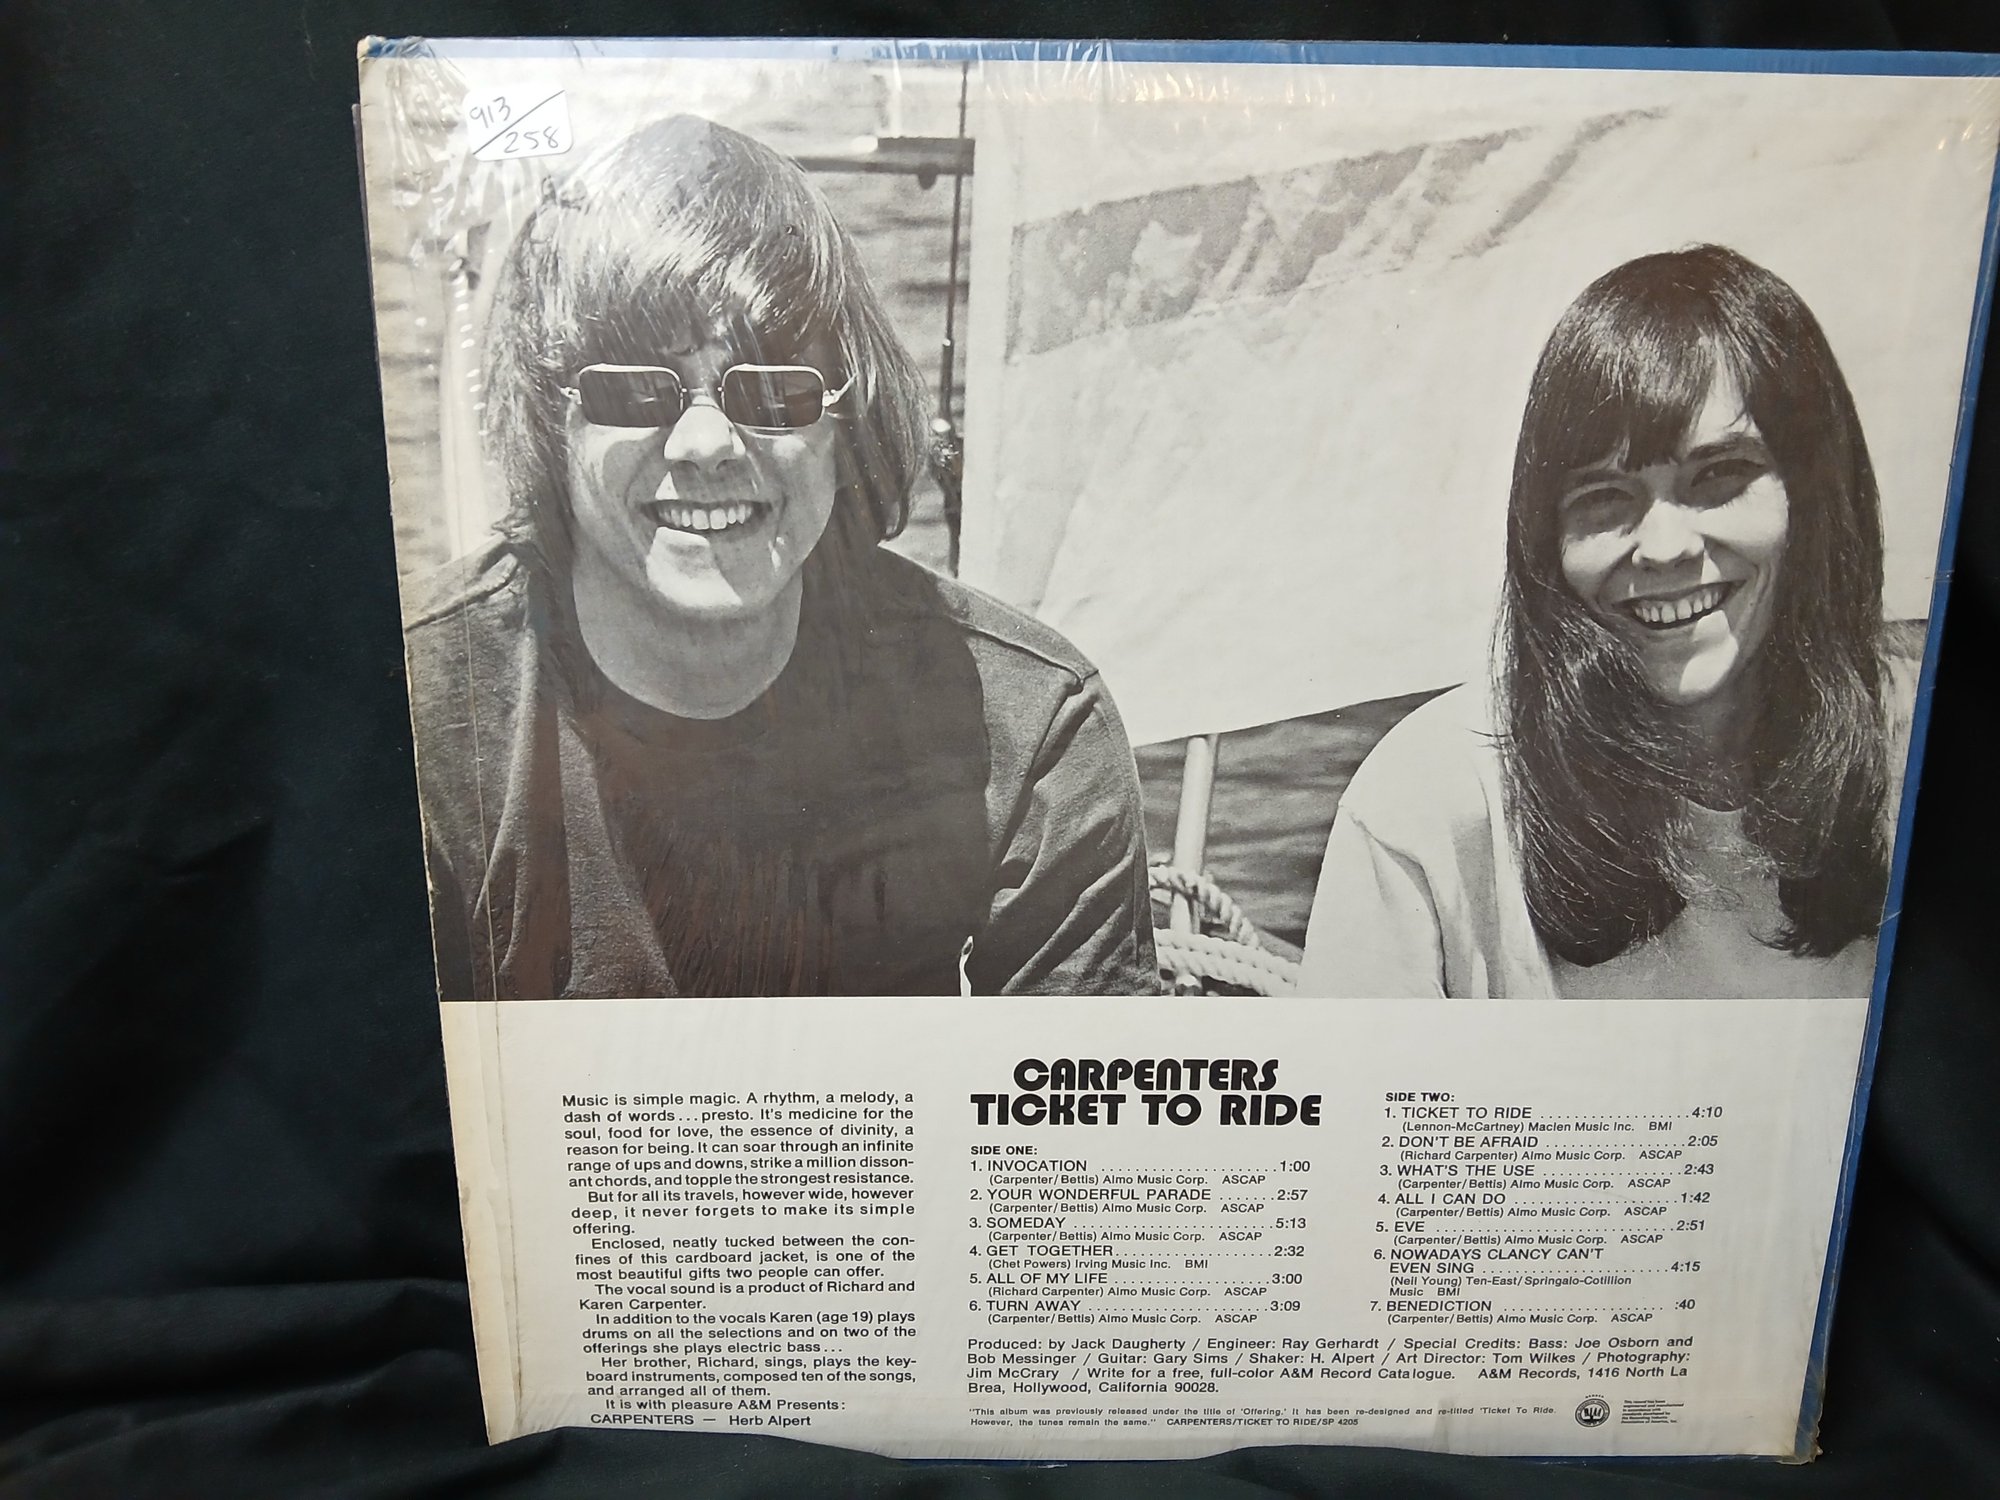 913
/258
Music is simple magic. A rhythm, a melody, a
dash of words...presto. It's medicine for the
soul, food for love, the essence of divinity, a
reason for being. It can soar through an infinite
range of ups and downs, strike a million disson-
ant chords, and topple the strongest resistance.
But for all its travels, however wide, however
deep, it never forgets to make its simple
offering.
Enclosed, neatly tucked between the con-
fines of this cardboard jacket, is one of the
most beautiful gifts two people can offer.
The vocal sound is a product of Richard and
Karen Carpenter.
In addition to the vocals Karen (age 19) plays
drums on all the selections and on two of the
offerings she plays electric bass...
Her brother, Richard, sings, plays the key-
board instruments, composed ten of the songs,
and arranged all of them.
It is with pleasure A&M Presents:
CARPENTERS — Herb Alpert
CARPENTERS
TICKET TO RIDE
SIDE ONE:
1. INVOCATION ......................1:00
(Carpenter/Bettis) Almo Music Corp. ASCAP
2. YOUR WONDERFUL PARADE .......2:57
(Carpenter/Bettis) Almo Music Corp. ASCAP
3. SOMEDAY ........................5:13
(Carpenter/Bettis) Almo Music Corp. ASCAP
4. GET TOGETHER...................2:32
(Chet Powers) Irving Music Inc. BMI
5. ALL OF MY LIFE ...................3:00
(Richard Carpenter) Almo Music Corp. ASCAP
6. TURN AWAY ......................3:09
(Carpenter/Bettis) Almo Music Corp. ASCAP
SIDE TWO:
1. TICKET TO RIDE ..................4:10
(Lennon-McCartney) Maclen Music Inc. BMI
2. DON'T BE AFRAID .................2:05
(Richard Carpenter) Almo Music Corp. ASCAP
3. WHAT'S THE USE .................2:43
(Carpenter/Bettis) Almo Music Corp. ASCAP
4. ALL I CAN DO ....................1:42
(Carpenter/Bettis) Almo Music Corp. ASCAP
5. EVE .............................2:51
(Carpenter/Bettis) Almo Music Corp. ASCAP
6. NOWADAYS CLANCY CAN'T
EVEN SING .......................4:15
(Neil Young) Ten-East/Springalo-Cotillion
Music BMI
7. BENEDICTION .................... :40
(Carpenter/Bettis) Almo Music Corp. ASCAP
Produced: by Jack Daugherty / Engineer: Ray Gerhardt / Special Credits: Bass: Joe Osborn and
Bob Messinger / Guitar: Gary Sims / Shaker: H. Alpert / Art Director: Tom Wilkes / Photography:
Jim McCrary / Write for a free, full-color A&M Record Catalogue. A&M Records, 1416 North La
Brea, Hollywood, California 90028.
"This album was previously released under the title of 'Offering.' It has been re-designed and re-titled 'Ticket To Ride.
However, the tunes remain the same." CARPENTERS/TICKET TO RIDE/SP 4205